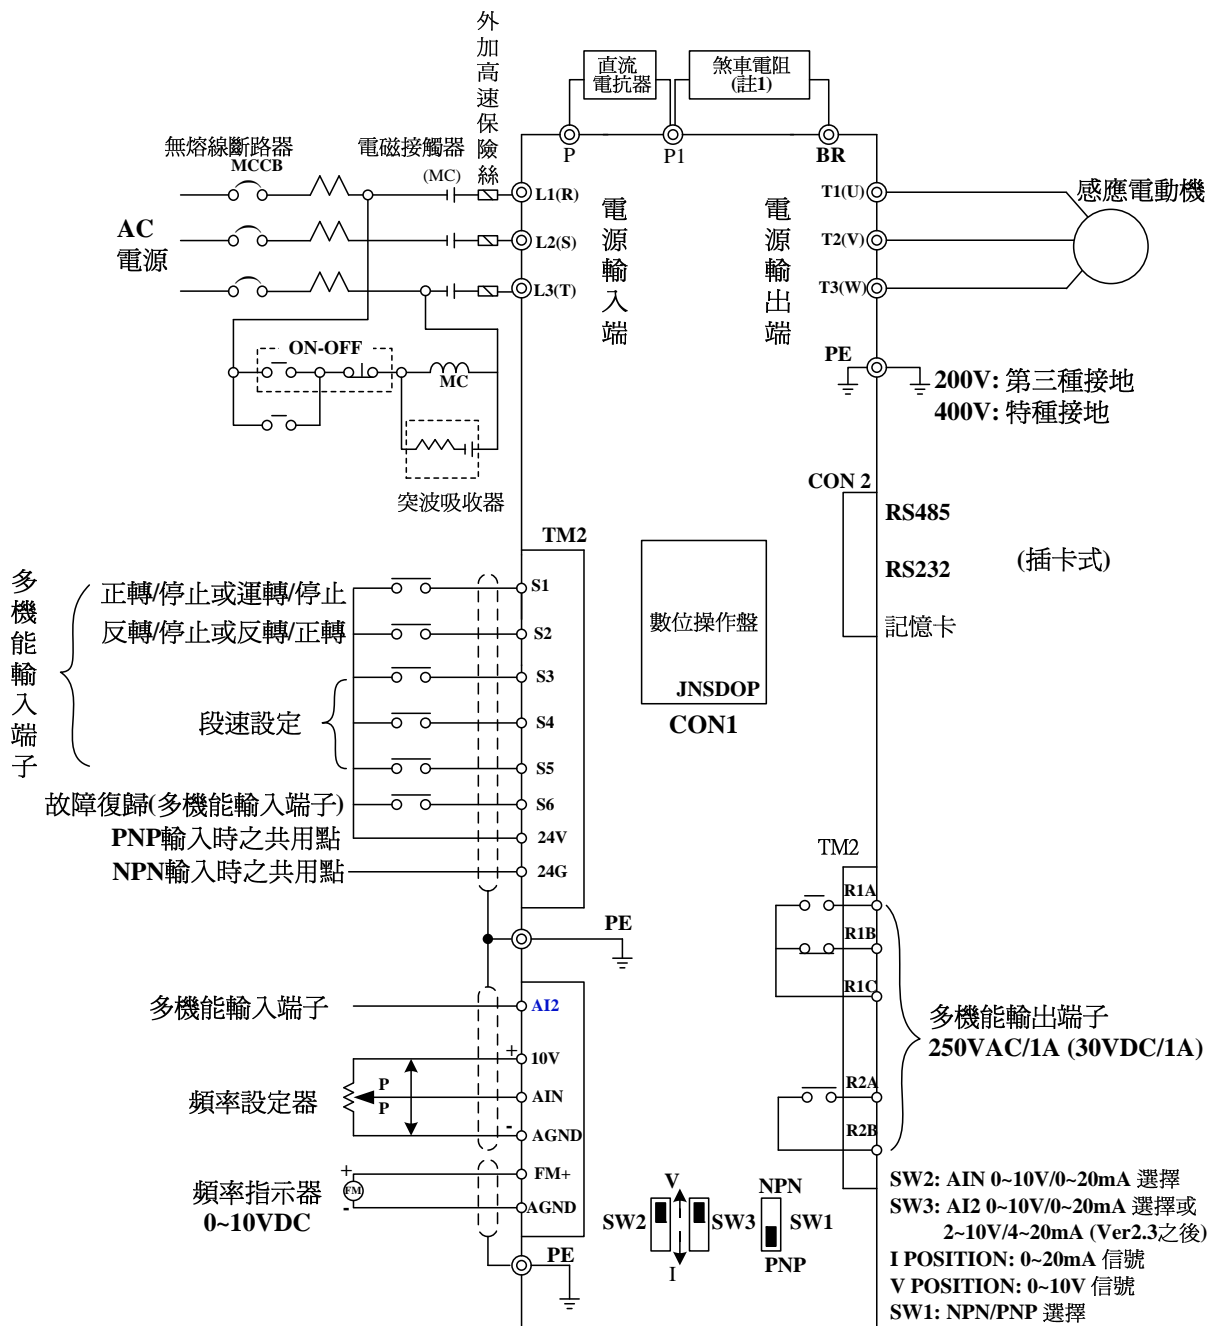 外加高速保險絲
直流
電抗器
煞車電阻
(註1)
P
P1
BR
無熔線斷路器
MCCB
電磁接觸器
(MC)
L1(R)
T1(U)
感應電動機
AC
電源
L2(S)
T2(V)
L3(T)
T3(W)
電源輸入端
電源輸出端
ON-OFF
MC
PE
200V: 第三種接地
400V: 特種接地
突波吸收器
CON 2
RS485
RS232
(插卡式)
記憶卡
TM2
多機能輸入端子
正轉/停止或運轉/停止
S1
反轉/停止或反轉/正轉
S2
S3
段速設定
S4
S5
故障復歸(多機能輸入端子)
S6
PNP輸入時之共用點
24V
NPN輸入時之共用點
24G
數位操作盤
JNSDOP
CON1
PE
TM2
R1A
R1B
R1C
多機能輸出端子
250VAC/1A (30VDC/1A)
R2A
R2B
多機能輸入端子
AI2
+
10V
P
頻率設定器
AIN
P
-
AGND
+
FM+
頻率指示器
FM
0~10VDC
-
AGND
PE
V
SW2
SW3
I
NPN
SW1
PNP
SW2: AIN 0~10V/0~20mA 選擇
SW3: AI2 0~10V/0~20mA 選擇或
2~10V/4~20mA (Ver2.3之後)
I POSITION: 0~20mA 信號
V POSITION: 0~10V 信號
SW1: NPN/PNP 選擇